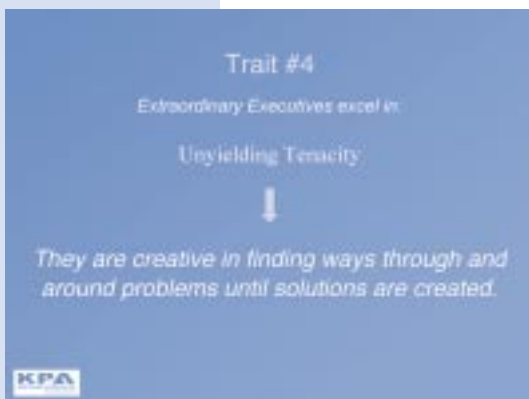 Trait #4
Extraordinary Executives excel in:
Unyielding Tenacity
They are creative in finding ways through and
around problems until solutions are created.
KPA